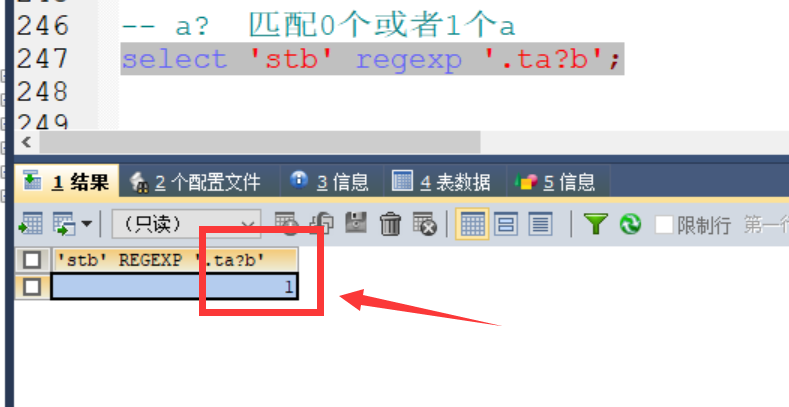 246 -- a? 匹配0个或者1个a
247 select 'stb' regexp '.ta?b';
248
249
1 结果 2 个配置文件 3 信息 4 表数据 5 信息
(只读) 限制行
'stb' REGEXP '.ta?b'
1